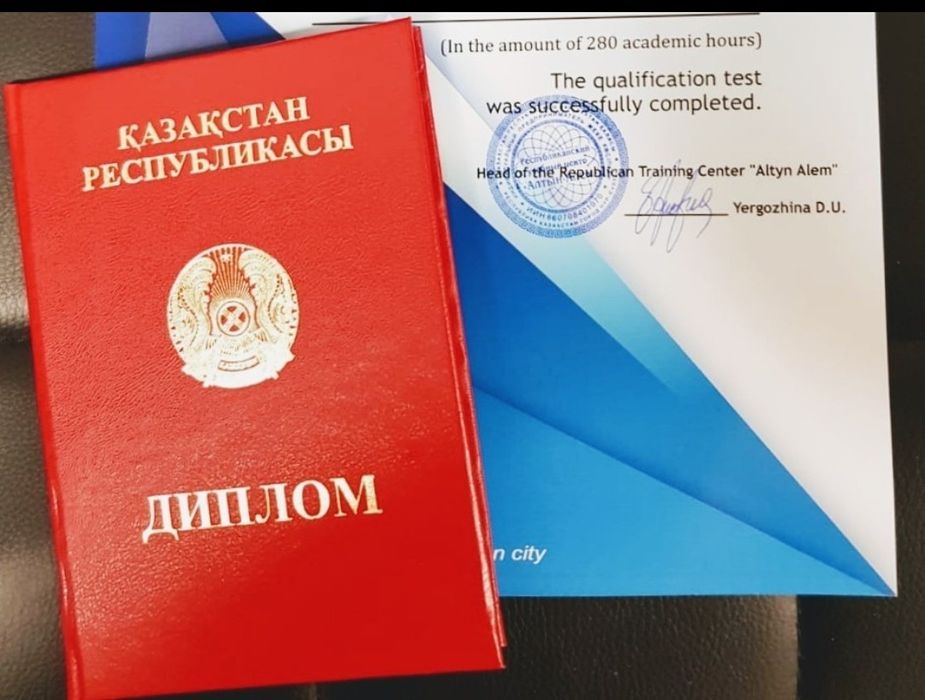 ҚАЗАҚСТАН
РЕСПУБЛИКАСЫ
ДИПЛОМ
(In the amount of 280 academic hours)
The qualification test
was successfully completed.
Head of the Republican Training Center "Altyn Alem"
Yergozhina D.U.
n city